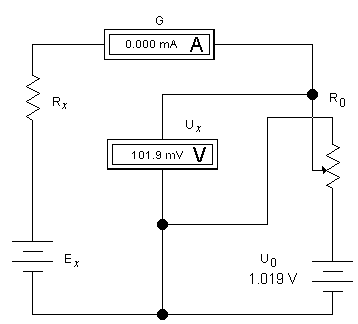 G
0.000 mA A
Rx
R0
Ux
101.9 mV V
Ex
U0
1.019 V